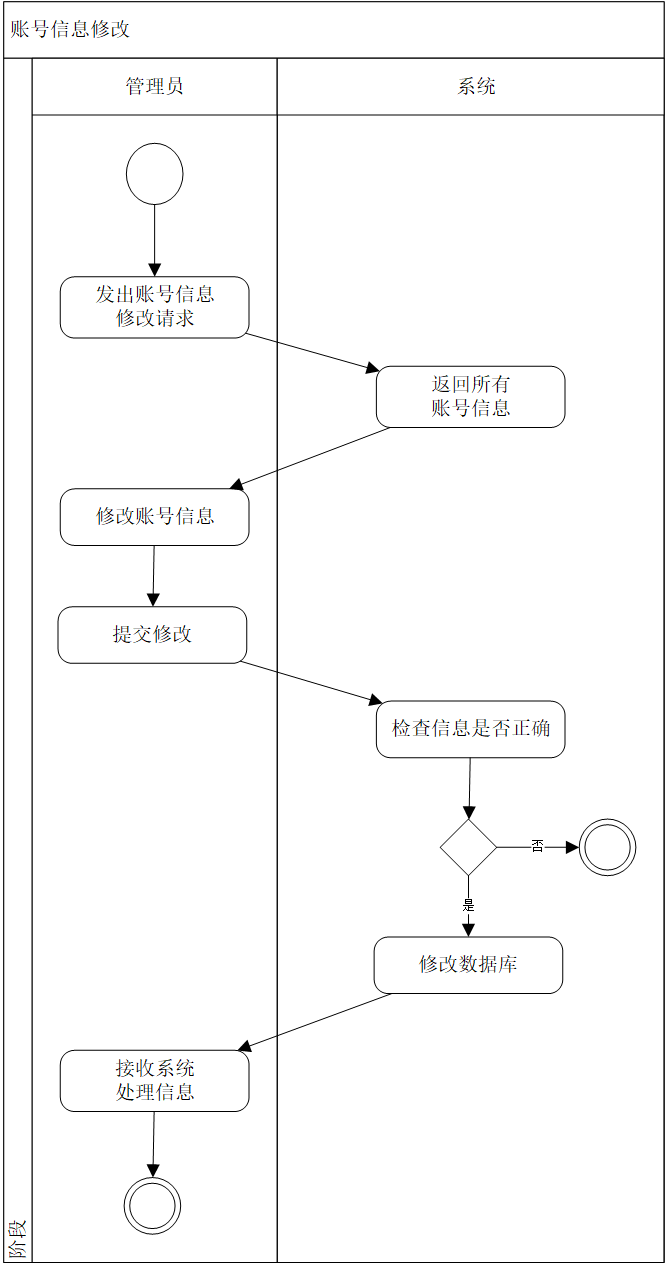 账号信息修改
管理员
系统
发出账号信息
修改请求
返回所有
账号信息
修改账号信息
提交修改
检查信息是否正确
否
是
修改数据库
接收系统
处理信息
阶段